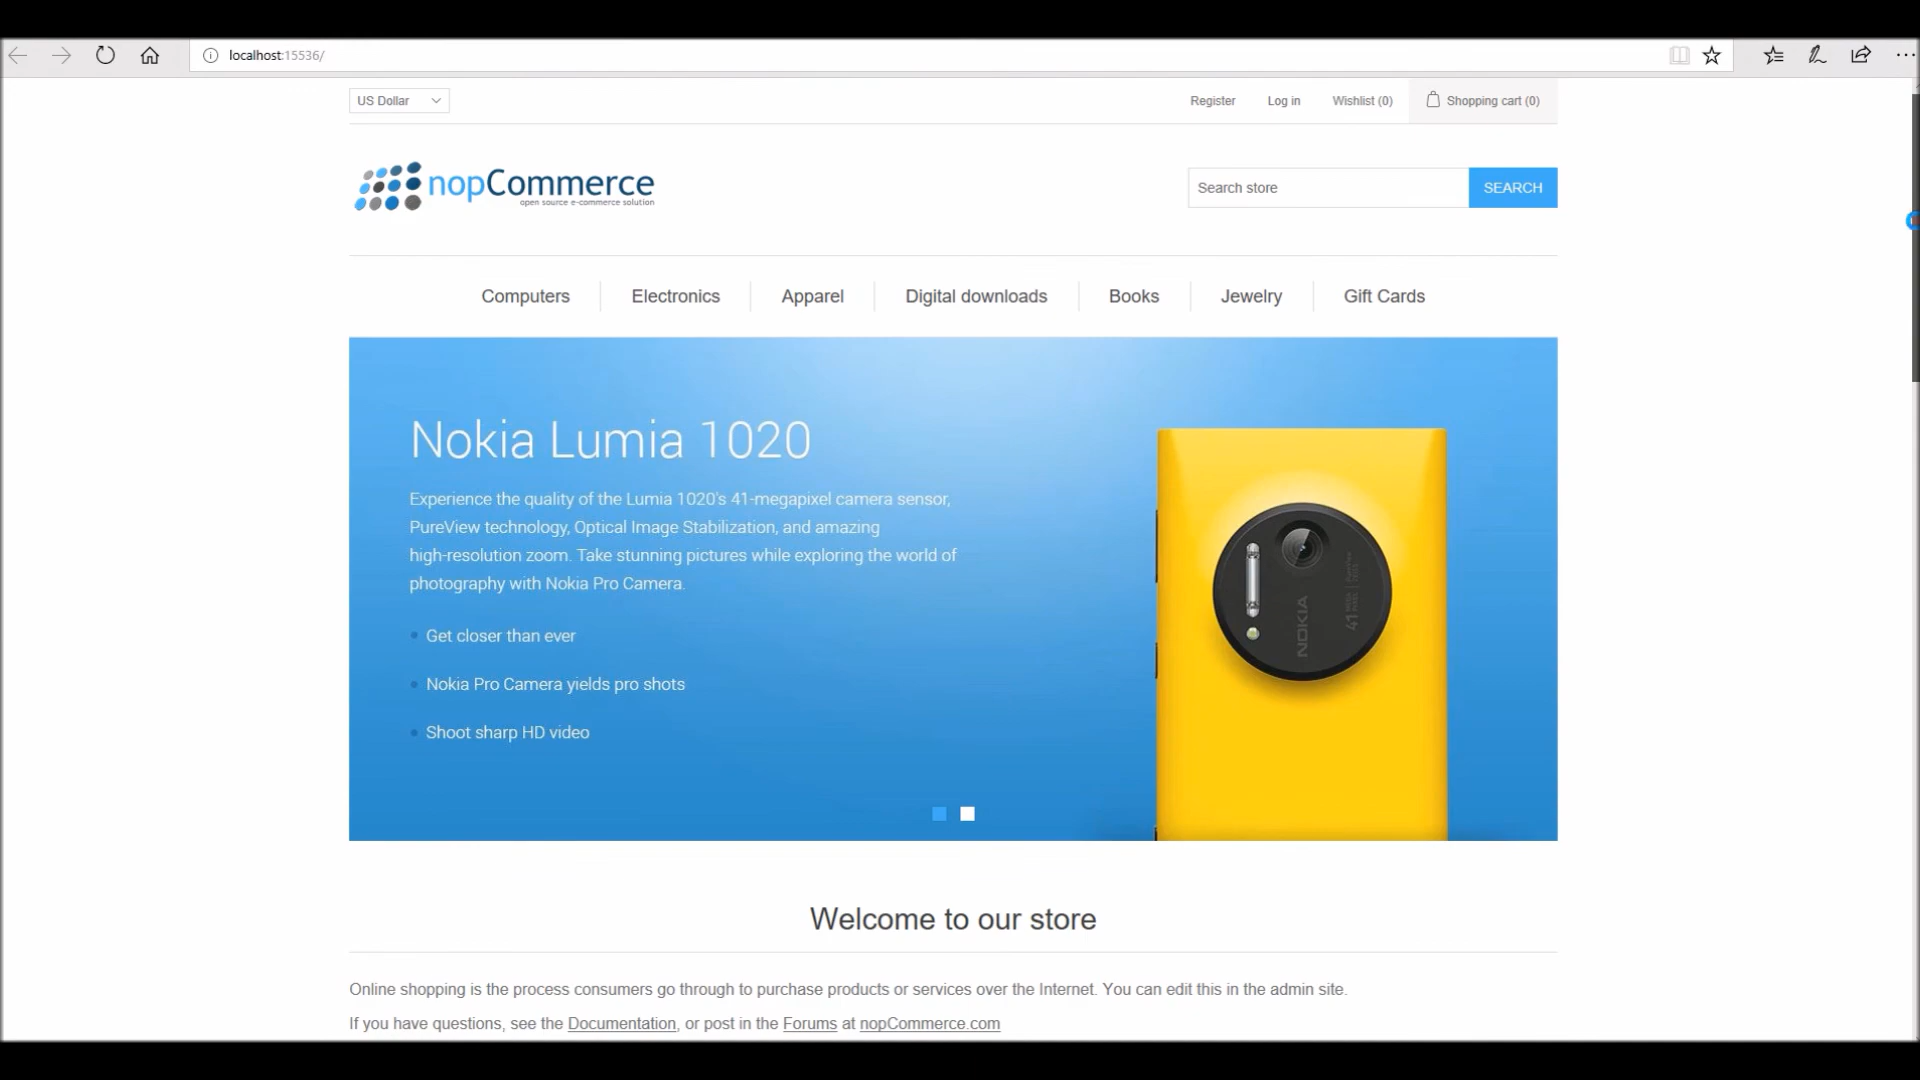 localhost:15536/
US Dollar
Register Log in Wishlist (0) Shopping cart (0)
nopCommerce
open source e-commerce solution
Search store SEARCH
Computers Electronics Apparel Digital downloads Books Jewelry Gift Cards
Nokia Lumia 1020
Experience the quality of the Lumia 1020's 41-megapixel camera sensor,
PureView technology, Optical Image Stabilization, and amazing
high-resolution zoom. Take stunning pictures while exploring the world of
photography with Nokia Pro Camera.
Get closer than ever
Nokia Pro Camera yields pro shots
Shoot sharp HD video
NOKIA
Welcome to our store
Online shopping is the process consumers go through to purchase products or services over the Internet. You can edit this in the admin site.
If you have questions, see the Documentation, or post in the Forums at nopCommerce.com